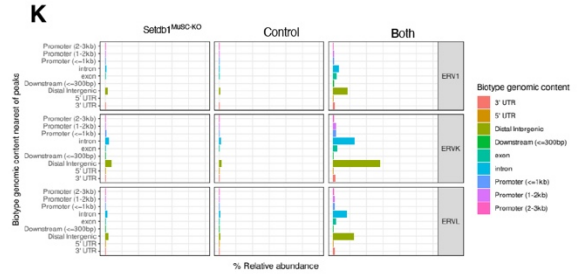 K
Setdb1MuSC-KO
Control
Both
Biotype genomic content nearest of peaks
Promoter (2-3kb)
Promoter (1-2kb)
Promoter (<=1kb)
intron
exon
Downstream (<=300bp)
Distal Intergenic
5' UTR
3' UTR
ERV1
Promoter (2-3kb)
Promoter (1-2kb)
Promoter (<=1kb)
intron
exon
Downstream (<=300bp)
Distal Intergenic
5' UTR
3' UTR
ERVK
Promoter (2-3kb)
Promoter (1-2kb)
Promoter (<=1kb)
intron
exon
Downstream (<=300bp)
Distal Intergenic
5' UTR
3' UTR
ERVL
% Relative abundance
Biotype genomic content
3' UTR
5' UTR
Distal Intergenic
Downstream (<=300bp)
exon
intron
Promoter (<=1kb)
Promoter (1-2kb)
Promoter (2-3kb)